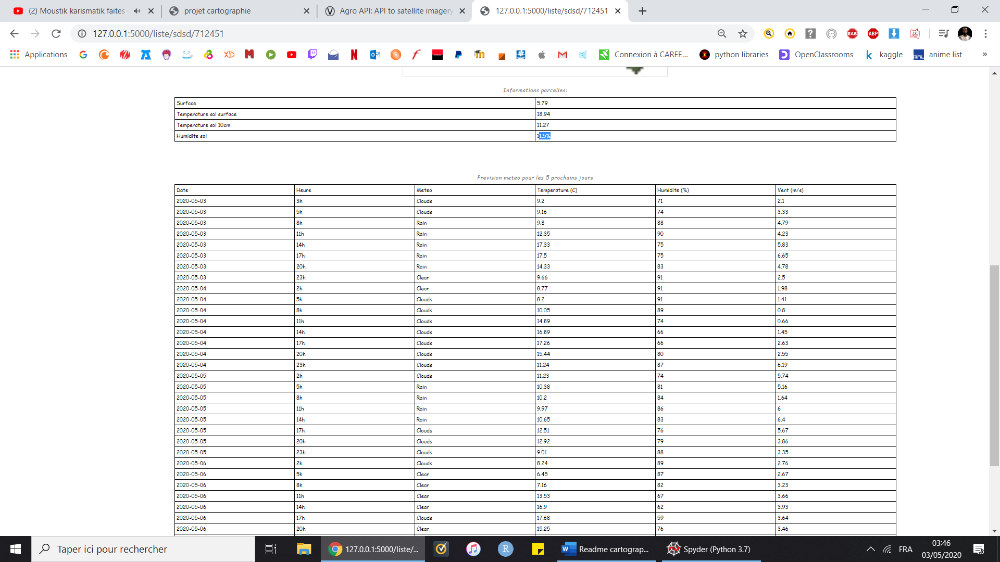 (2) Moustik karismatik faites
projet cartographie
Agro API: API to satellite imagery
127.0.0.1:5000/liste/sdsd/712451
127.0.0.1:5000/liste/sdsd/712451
EAB
ABP
Applications
XD
MAL
Connexion à CAREE...
python libraries
OpenClassrooms
kaggle
anime list
»
Informations parcelles:
Surface 5.79
Temperature sol surface 18.94
Temperature sol 10cm 11.27
Humidite sol 11.5%
Prevision meteo pour les 5 prochains jours
Date Heure Meteo Temperature (C) Humidite (%) Vent (m/s)
2020-05-03 3h Clouds 9.2 71 2.1
2020-05-03 5h Clouds 9.16 74 3.33
2020-05-03 8h Rain 9.8 88 4.79
2020-05-03 11h Rain 12.35 90 4.23
2020-05-03 14h Rain 17.33 75 5.83
2020-05-03 17h Rain 17.5 75 6.65
2020-05-03 20h Rain 14.33 83 4.78
2020-05-03 23h Clear 9.66 91 2.5
2020-05-04 2h Clear 8.77 91 1.98
2020-05-04 5h Clouds 8.2 91 1.41
2020-05-04 8h Clouds 10.05 89 0.8
2020-05-04 11h Clouds 14.89 74 0.66
2020-05-04 14h Clouds 16.89 66 1.45
2020-05-04 17h Clouds 17.26 66 2.63
2020-05-04 20h Clouds 15.44 80 2.55
2020-05-04 23h Clouds 11.24 87 6.19
2020-05-05 2h Clouds 11.23 74 5.74
2020-05-05 5h Rain 10.38 81 5.16
2020-05-05 8h Rain 10.2 84 1.64
2020-05-05 11h Rain 9.97 86 6
2020-05-05 14h Rain 10.65 83 6.4
2020-05-05 17h Clouds 12.51 76 5.67
2020-05-05 20h Clouds 12.92 79 3.86
2020-05-05 23h Clouds 9.01 88 3.35
2020-05-06 2h Clouds 8.24 89 2.76
2020-05-06 5h Clear 6.45 87 2.67
2020-05-06 8h Clear 7.16 82 3.23
2020-05-06 11h Clear 13.53 67 3.66
2020-05-06 14h Clear 16.9 62 3.93
2020-05-06 17h Clouds 17.68 59 3.64
2020-05-06 20h Clear 15.25 76 3.46
Taper ici pour rechercher
127.0.0.1:5000/liste/...
R
Readme cartograp...
Spyder (Python 3.7)
FRA
03:46
03/05/2020